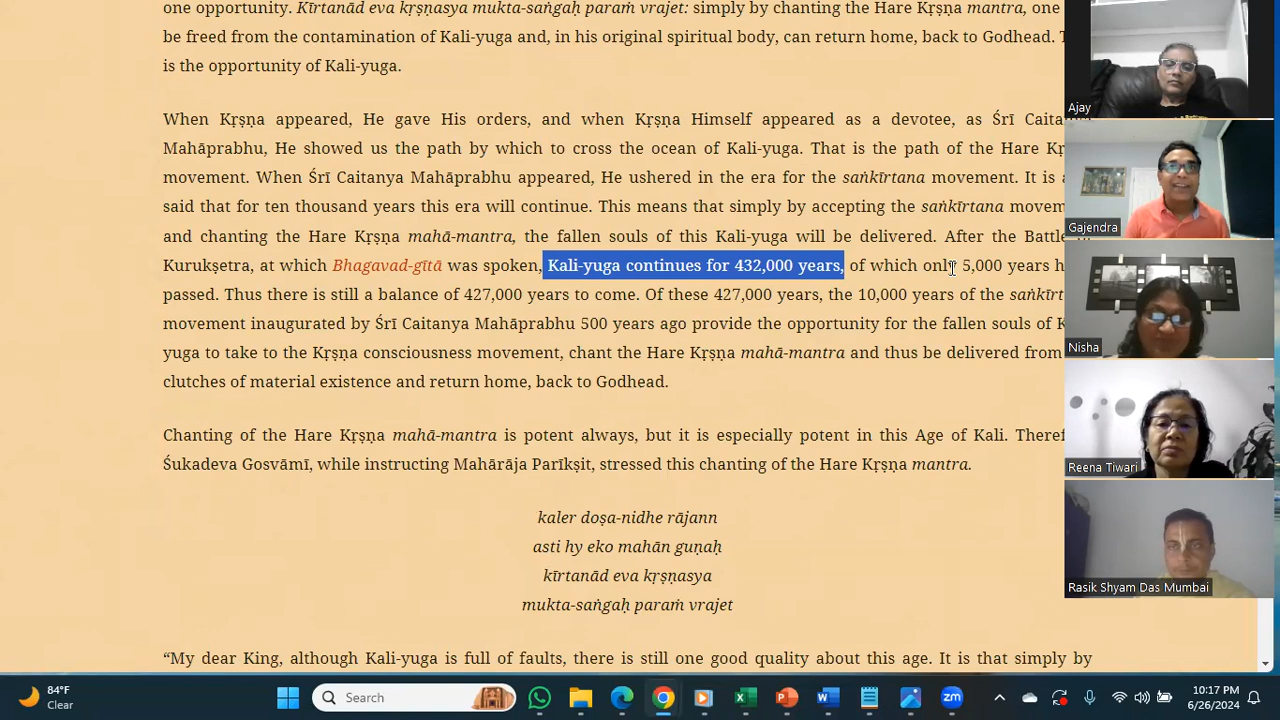 one opportunity. Kīrtanād eva kṛṣṇasya mukta-saṅgaḥ paraṁ vrajet: simply by chanting the Hare Kṛṣṇa mantra, one
be freed from the contamination of Kali-yuga and, in his original spiritual body, can return home, back to Godhead. T
is the opportunity of Kali-yuga.
When Kṛṣṇa appeared, He gave His orders, and when Kṛṣṇa Himself appeared as a devotee, as Śrī Caita
Mahāprabhu, He showed us the path by which to cross the ocean of Kali-yuga. That is the path of the Hare Kṛ
movement. When Śrī Caitanya Mahāprabhu appeared, He ushered in the era for the saṅkīrtana movement. It is a
said that for ten thousand years this era will continue. This means that simply by accepting the saṅkīrtana movem
and chanting the Hare Kṛṣṇa mahā-mantra, the fallen souls of this Kali-yuga will be delivered. After the Battle
Kurukṣetra, at which Bhagavad-gītā was spoken, Kali-yuga continues for 432,000 years, of which only 5,000 years h
passed. Thus there is still a balance of 427,000 years to come. Of these 427,000 years, the 10,000 years of the saṅkīrt
movement inaugurated by Śrī Caitanya Mahāprabhu 500 years ago provide the opportunity for the fallen souls of K
yuga to take to the Kṛṣṇa consciousness movement, chant the Hare Kṛṣṇa mahā-mantra and thus be delivered from
clutches of material existence and return home, back to Godhead.
Chanting of the Hare Kṛṣṇa mahā-mantra is potent always, but it is especially potent in this Age of Kali. Theref
Śukadeva Gosvāmī, while instructing Mahārāja Parīkṣit, stressed this chanting of the Hare Kṛṣṇa mantra.
kaler doṣa-nidhe rājann
asti hy eko mahān guṇaḥ
kīrtanād eva kṛṣṇasya
mukta-saṅgaḥ paraṁ vrajet
“My dear King, although Kali-yuga is full of faults, there is still one good quality about this age. It is that simply by
Ajay
Gajendra
Nisha
Reena Tiwari
Rasik Shyam Das Mumbai
84°F
Clear
Search
zm
10:17 PM
6/26/2024